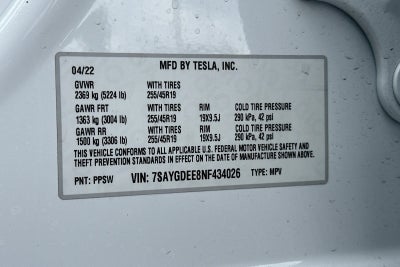 MFD BY TESLA, INC.
04/22
GVWR WITH TIRES
2369 kg (5224 lb) 255/45R19
GAWR FRT WITH TIRES RIM COLD TIRE PRESSURE
1363 kg (3004 lb) 255/45R19 19X9.5J 290 kPa, 42 psi
GAWR RR WITH TIRES RIM COLD TIRE PRESSURE
1500 kg (3306 lb) 255/45R19 19X9.5J 290 kPa, 42 psi
THIS VEHICLE CONFORMS TO ALL APPLICABLE U.S. FEDERAL MOTOR VEHICLE SAFETY AND
THEFT PREVENTION STANDARDS IN EFFECT ON THE DATE OF MANUFACTURE SHOWN ABOVE.
PNT: PPSW VIN: 7SAYGDEE8NF434026 TYPE: MPV